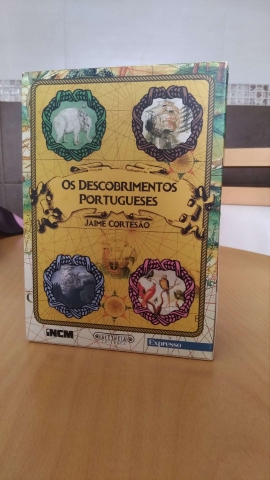 OS DESCOBRIMENTOS
PORTUGUESES
JAIME CORTESÃO
INCM
Expresso